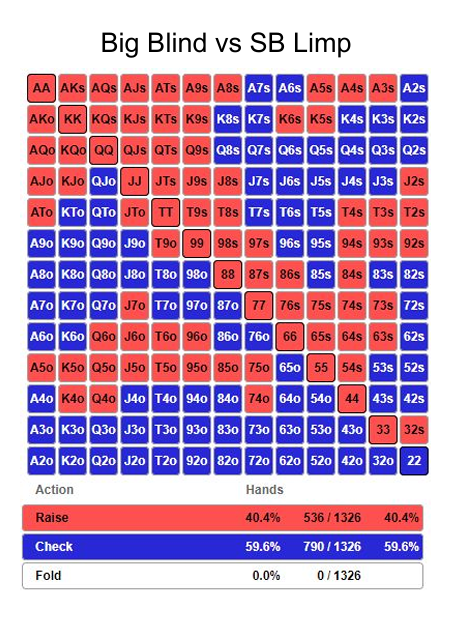 Big Blind vs SB Limp
AA AKs AQs AJs ATs A9s A8s A7s A6s A5s A4s A3s A2s
AKo KK KQs KJs KTs K9s K8s K7s K6s K5s K4s K3s K2s
AQo KQo QQ QJs QTs Q9s Q8s Q7s Q6s Q5s Q4s Q3s Q2s
AJo KJo QJo JJ JTs J9s J8s J7s J6s J5s J4s J3s J2s
ATo KTo QTo JTo TT T9s T8s T7s T6s T5s T4s T3s T2s
A9o K9o Q9o J9o T9o 99 98s 97s 96s 95s 94s 93s 92s
A8o K8o Q8o J8o T8o 98o 88 87s 86s 85s 84s 83s 82s
A7o K7o Q7o J7o T7o 97o 87o 77 76s 75s 74s 73s 72s
A6o K6o Q6o J6o T6o 96o 86o 76o 66 65s 64s 63s 62s
A5o K5o Q5o J5o T5o 95o 85o 75o 65o 55 54s 53s 52s
A4o K4o Q4o J4o T4o 94o 84o 74o 64o 54o 44 43s 42s
A3o K3o Q3o J3o T3o 93o 83o 73o 63o 53o 43o 33 32s
A2o K2o Q2o J2o T2o 92o 82o 72o 62o 52o 42o 32o 22
Action Hands
Raise 40.4% 536 / 1326 40.4%
Check 59.6% 790 / 1326 59.6%
Fold 0.0% 0 / 1326